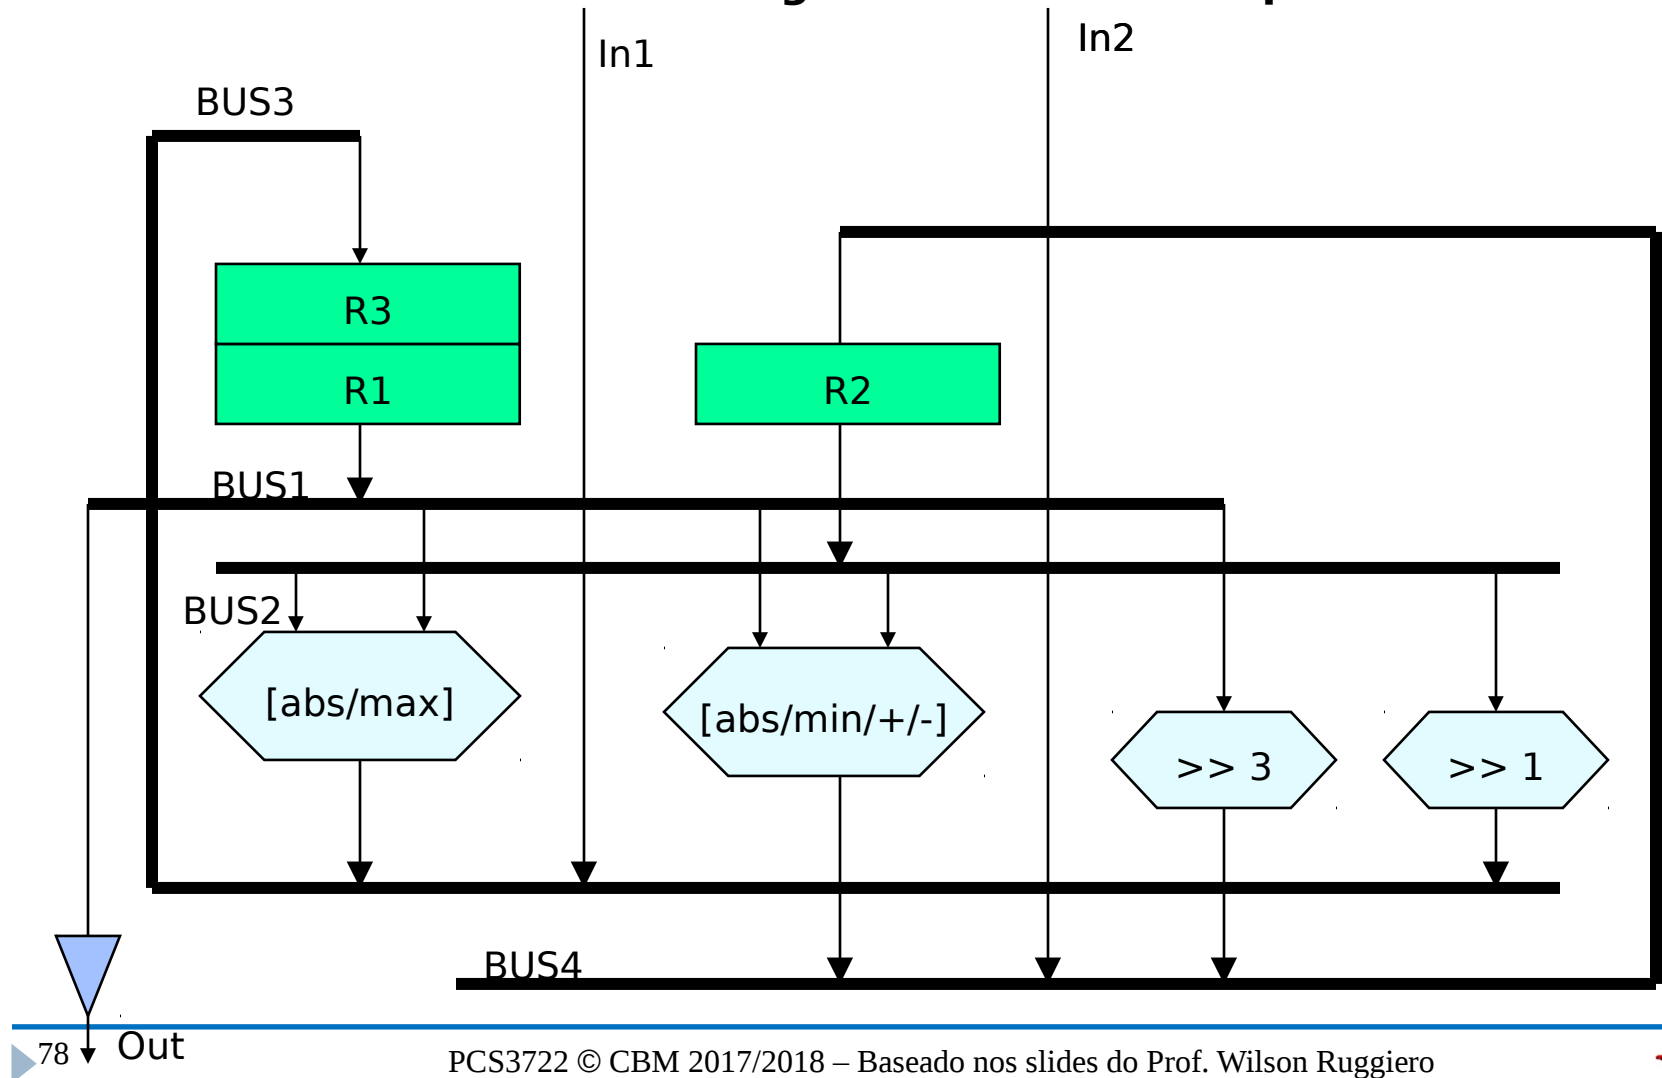 In1
In2
BUS3
R3
R1
R2
BUS1
BUS2
[abs/max]
[abs/min/+/-]
>> 3
>> 1
BUS4
Out
78
PCS3722 © CBM 2017/2018 – Baseado nos slides do Prof. Wilson Ruggiero